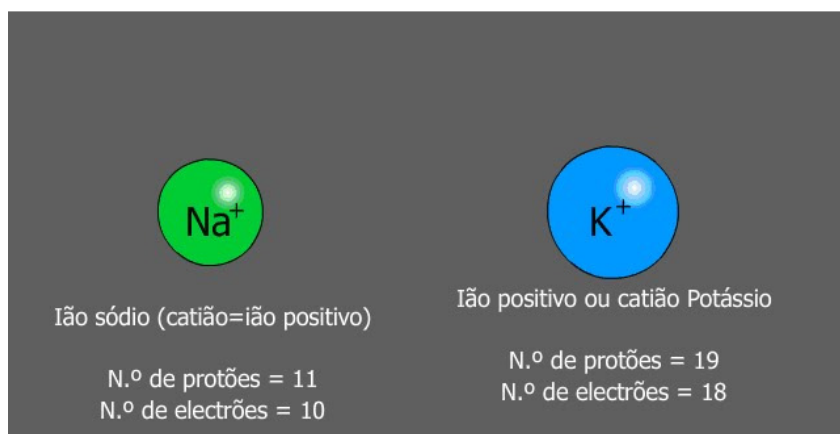 Na+
Ião sódio (catião=ião positivo)
N.º de protões = 11
N.º de electrões = 10
K+
Ião positivo ou catião Potássio
N.º de protões = 19
N.º de electrões = 18